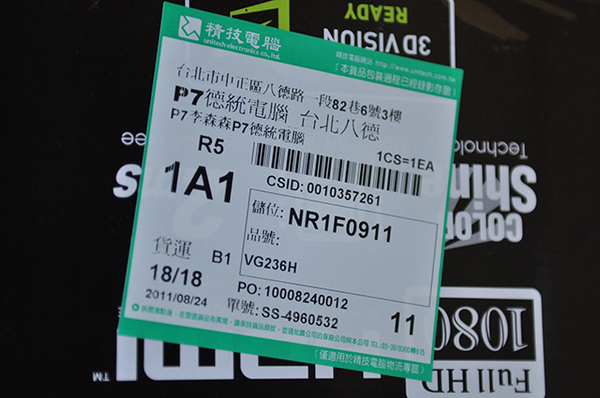 3D VISION
READY
精技電腦
unitech electronics co., ltd.
精技電腦網站 http://www.unitech.com.tw
(本貨品包裝過程已經錄影存證)
台北市中正區八德路一段82巷6號3樓
P7德統電腦 台北八德
P7李森森P7德統電腦
R5
1CS=1EA
1A1
CSID: 0010357261
儲位: NR1F0911
品號:
VG236H
貨運 B1
18/18
PO: 10008240012
2011/08/24
單號: SS-4960532
11
(僅適用於精技電腦物流專區)
Technology
COLOR
Shine
HDMI
TM
Full HD
1080